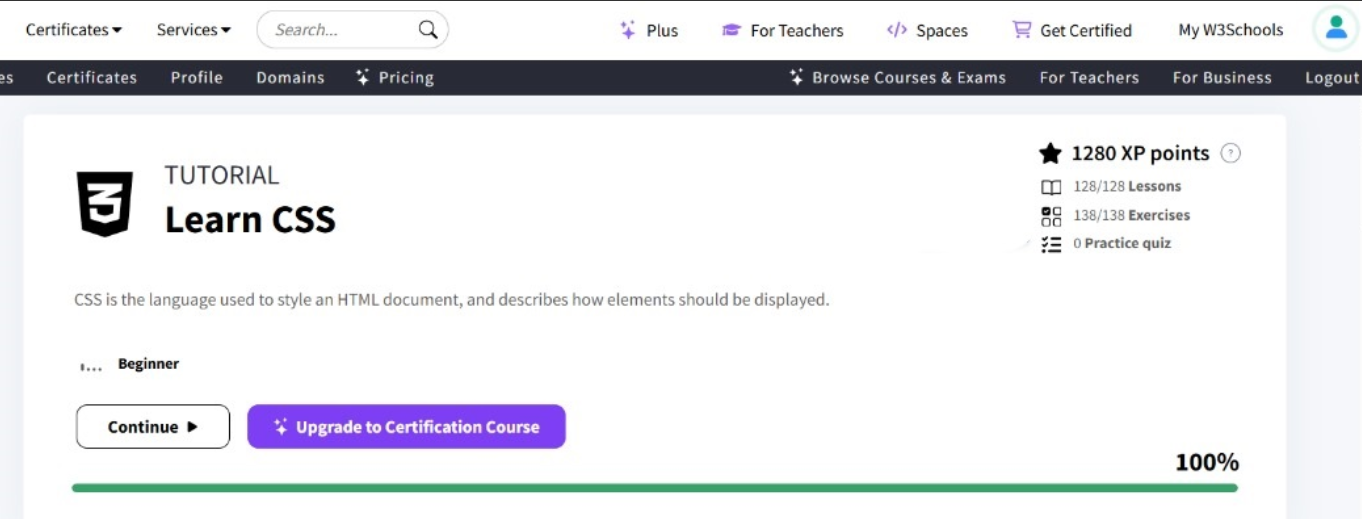 Certificates Services Search... Plus For Teachers Spaces Get Certified My W3Schools
es Certificates Profile Domains Pricing Browse Courses & Exams For Teachers For Business Logout
TUTORIAL
Learn CSS
1280 XP points ?
128/128 Lessons
138/138 Exercises
0 Practice quiz
CSS is the language used to style an HTML document, and describes how elements should be displayed.
Beginner
Continue Upgrade to Certification Course
100%